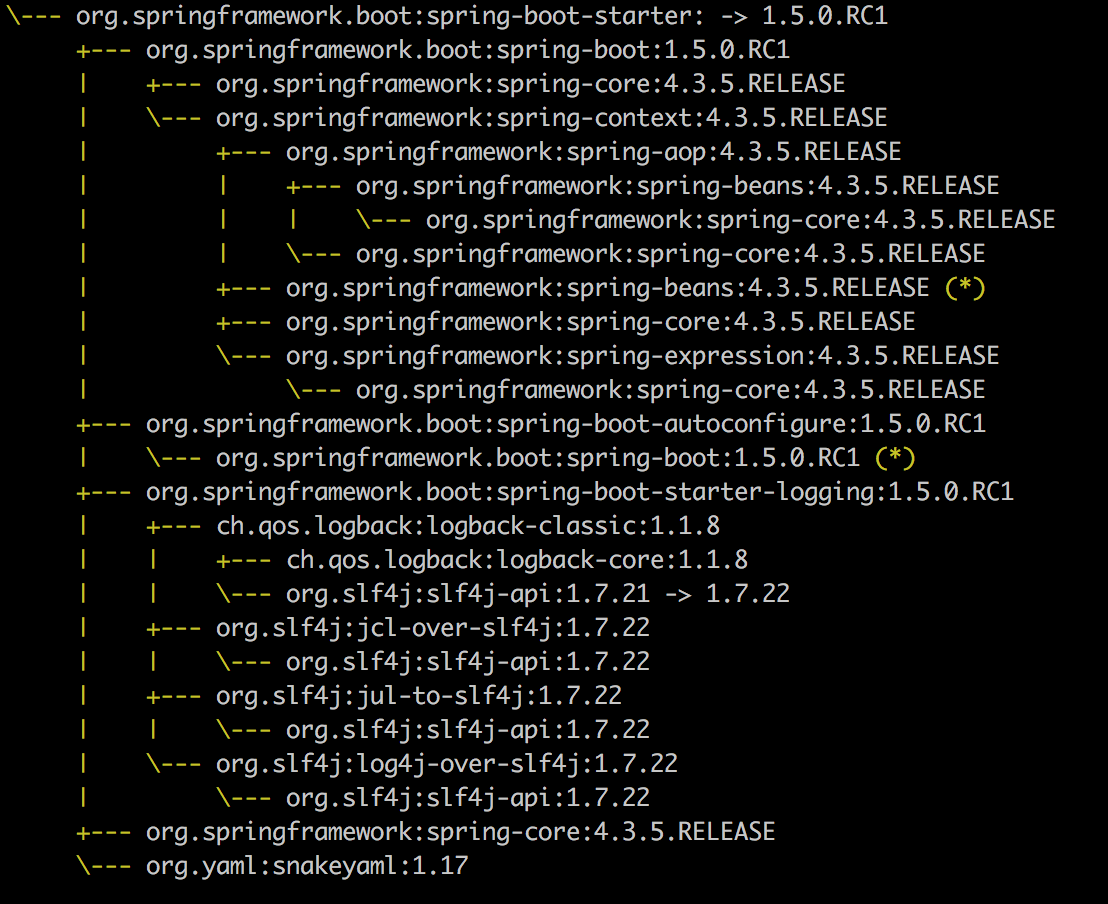 \--- org.springframework.boot:spring-boot-starter: -> 1.5.0.RC1
     +--- org.springframework.boot:spring-boot:1.5.0.RC1
     |    +--- org.springframework:spring-core:4.3.5.RELEASE
     |    \--- org.springframework:spring-context:4.3.5.RELEASE
     |         +--- org.springframework:spring-aop:4.3.5.RELEASE
     |         |    +--- org.springframework:spring-beans:4.3.5.RELEASE
     |         |    |    \--- org.springframework:spring-core:4.3.5.RELEASE
     |         |    \--- org.springframework:spring-core:4.3.5.RELEASE
     |         +--- org.springframework:spring-beans:4.3.5.RELEASE (*)
     |         +--- org.springframework:spring-core:4.3.5.RELEASE
     |         \--- org.springframework:spring-expression:4.3.5.RELEASE
     |              \--- org.springframework:spring-core:4.3.5.RELEASE
     +--- org.springframework.boot:spring-boot-autoconfigure:1.5.0.RC1
     |    \--- org.springframework.boot:spring-boot:1.5.0.RC1 (*)
     +--- org.springframework.boot:spring-boot-starter-logging:1.5.0.RC1
     |    +--- ch.qos.logback:logback-classic:1.1.8
     |    |    +--- ch.qos.logback:logback-core:1.1.8
     |    |    \--- org.slf4j:slf4j-api:1.7.21 -> 1.7.22
     |    +--- org.slf4j:jcl-over-slf4j:1.7.22
     |    |    \--- org.slf4j:slf4j-api:1.7.22
     |    +--- org.slf4j:jul-to-slf4j:1.7.22
     |    |    \--- org.slf4j:slf4j-api:1.7.22
     |    \--- org.slf4j:log4j-over-slf4j:1.7.22
     |         \--- org.slf4j:slf4j-api:1.7.22
     +--- org.springframework:spring-core:4.3.5.RELEASE
     \--- org.yaml:snakeyaml:1.17